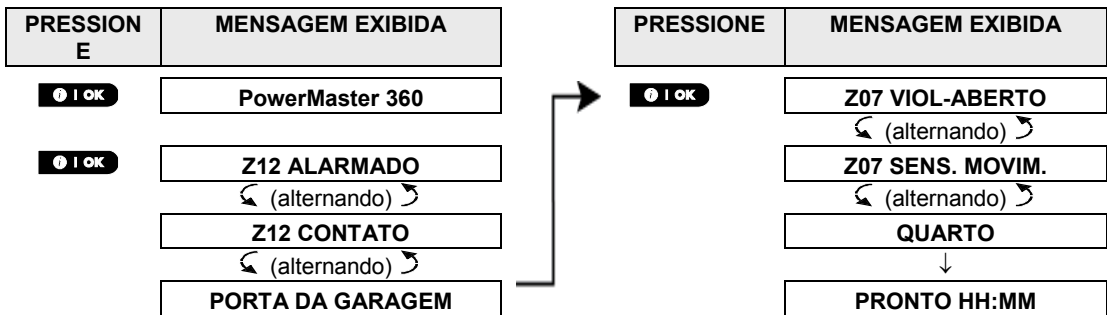 PRESSION
E
MENSAGEM EXIBIDA
I OK
PowerMaster 360
I OK
Z12 ALARMADO
(alternando)
Z12 CONTATO
(alternando)
PORTA DA GARAGEM
PRESSIONE
MENSAGEM EXIBIDA
I OK
Z07 VIOL-ABERTO
(alternando)
Z07 SENS. MOVIM.
(alternando)
QUARTO
↓
PRONTO HH:MM